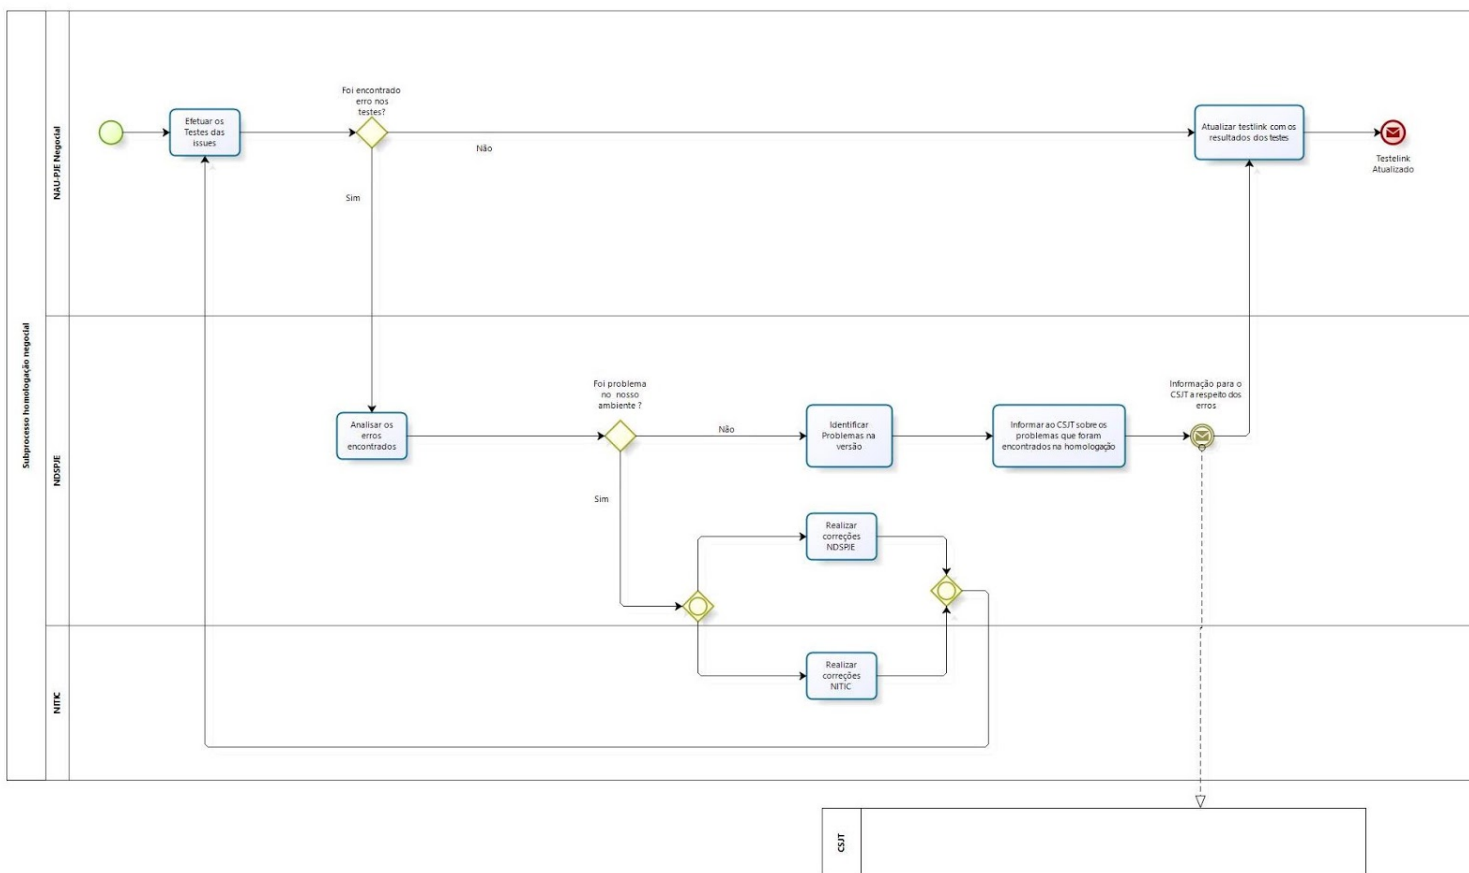 Subprocesso homologação negocial
NAU-PJE Negocial
Efetuar os
Testes das
issues
Foi encontrado
erro nos
testes?
Não
Sim
Atualizar testlink com os
resultados dos testes
Testelink
Atualizado
NDSPJE
Analisar os
erros
encontrados
Foi problema
no nosso
ambiente ?
Não
Sim
Identificar
Problemas na
versão
Informar ao CSJT sobre os
problemas que foram
encontrados na homologação
Informação para o
CSJT a respeito dos
erros
Realizar
correções
NDSPJE
NITIC
Realizar
correções
NITIC
CSJT